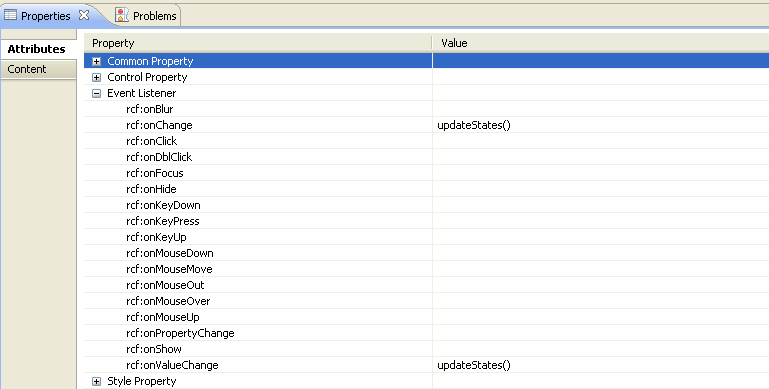 Properties Problems
Attributes
Content
Property Value
Common Property
Control Property
Event Listener
rcf:onBlur
rcf:onChange updateStates()
rcf:onClick
rcf:onDblClick
rcf:onFocus
rcf:onHide
rcf:onKeyDown
rcf:onKeyPress
rcf:onKeyUp
rcf:onMouseDown
rcf:onMouseMove
rcf:onMouseOut
rcf:onMouseOver
rcf:onMouseUp
rcf:onPropertyChange
rcf:onShow
rcf:onValueChange updateStates()
Style Property